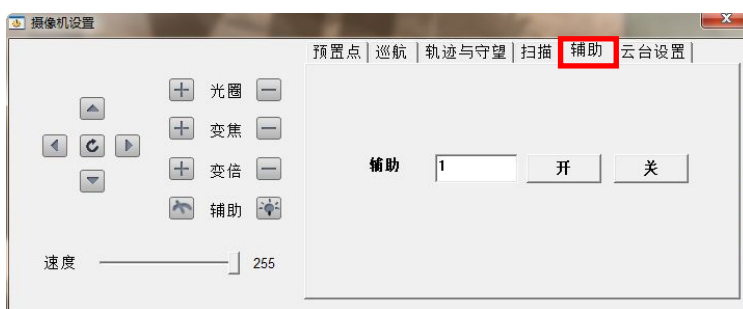 摄像机设置
预置点 巡航 轨迹与守望 扫描 辅助 云台设置
光圈
变焦
变倍
辅助
速度 255
辅助 1 开 关